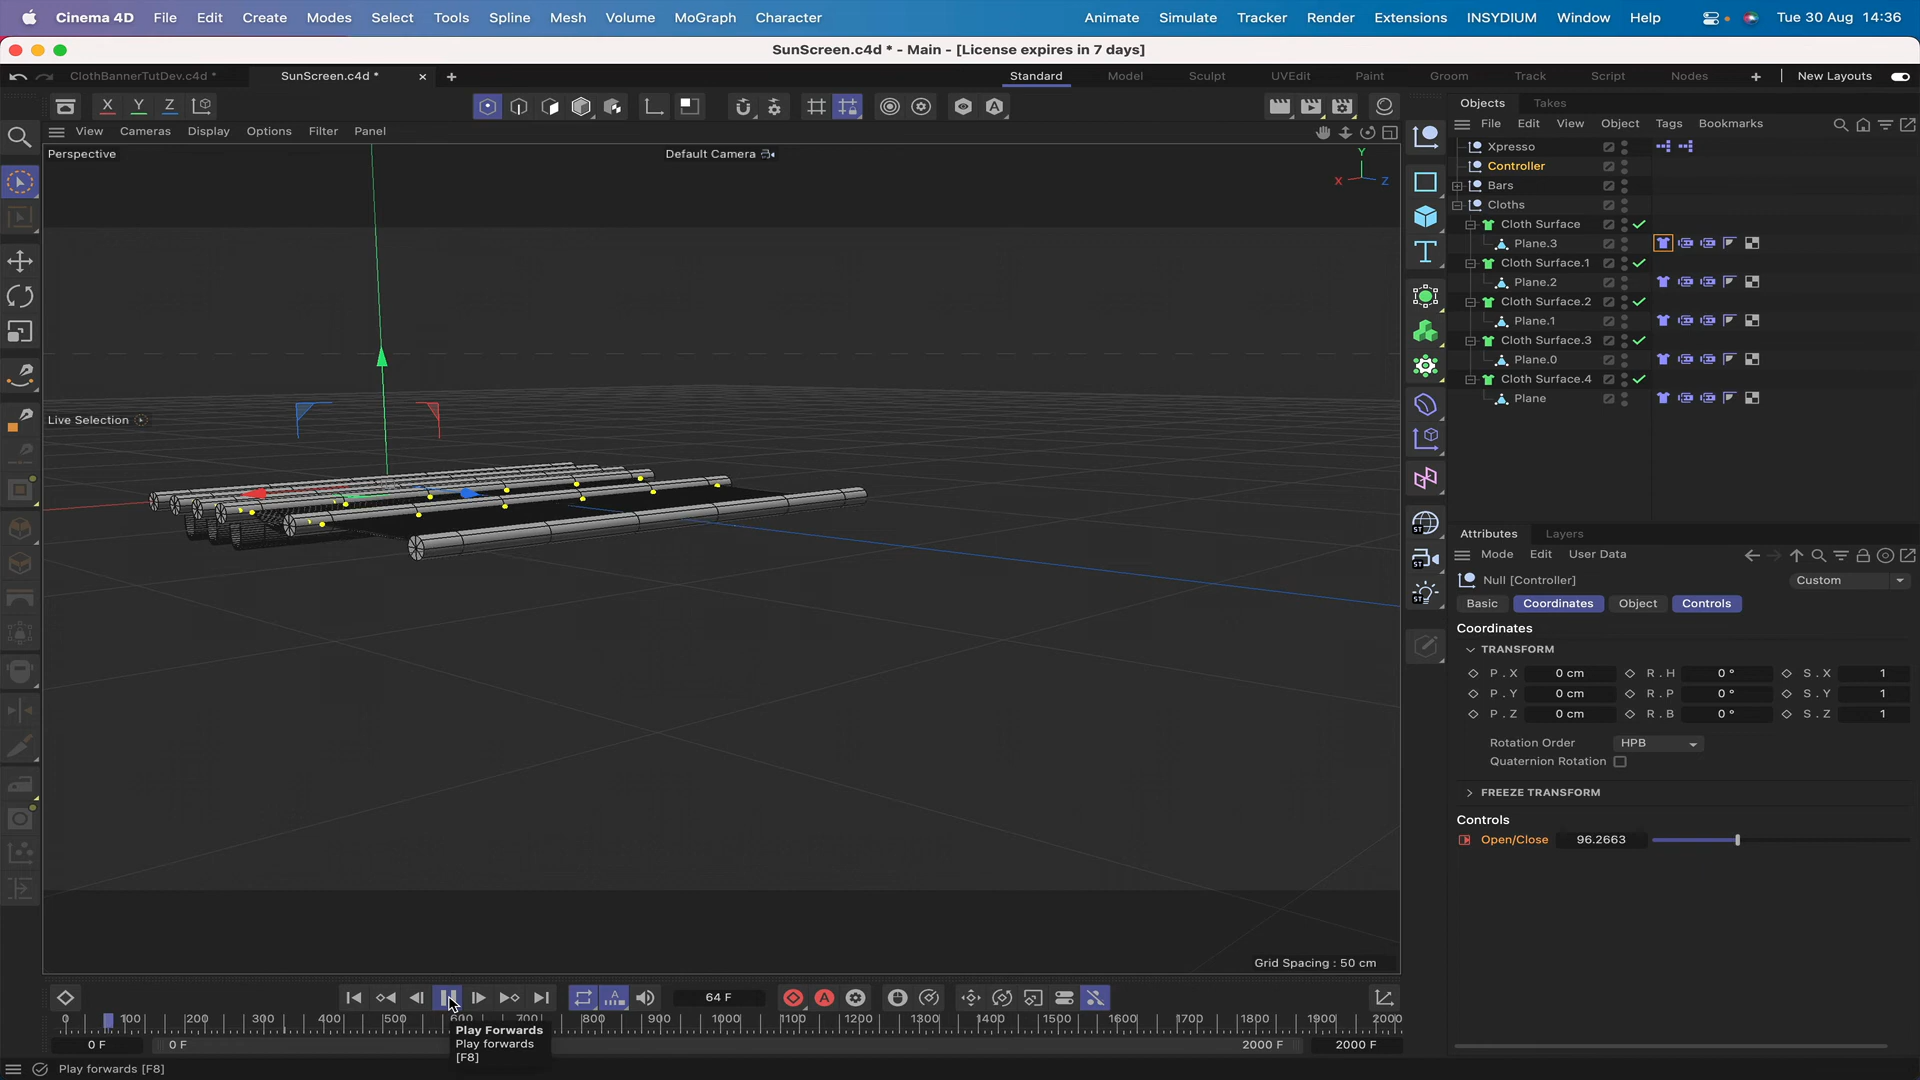 Cinema 4D File Edit Create Modes Select Tools Spline Mesh Volume MoGraph Character Animate Simulate Tracker Render Extensions INSYDIUM Window Help Tue 30 Aug 14:36
SunScreen.c4d * - Main - [License expires in 7 days]
ClothBannerTutDev.c4d * SunScreen.c4d * Standard Model Sculpt UVEdit Paint Groom Track Script Nodes New Layouts
X Y Z
Objects Takes
View Cameras Display Options Filter Panel
File Edit View Object Tags Bookmarks
Perspective
Default Camera
Y
X Z
Live Selection
Grid Spacing : 50 cm
Xpresso
Controller
Bars
Cloths
Cloth Surface
Plane.3
Cloth Surface.1
Plane.2
Cloth Surface.2
Plane.1
Cloth Surface.3
Plane.0
Cloth Surface.4
Plane
Attributes Layers
Mode Edit User Data
Null [Controller] Custom
Basic Coordinates Object Controls
Coordinates
TRANSFORM
P . X 0 cm R . H 0 ° S . X 1
P . Y 0 cm R . P 0 ° S . Y 1
P . Z 0 cm R . B 0 ° S . Z 1
Rotation Order HPB
Quaternion Rotation
FREEZE TRANSFORM
Controls
Open/Close 96.2663
64 F
0 100 200 300 400 500 600 700 800 900 1000 1100 1200 1300 1400 1500 1600 1700 1800 1900 2000
0 F 0 F 2000 F 2000 F
Play Forwards
Play forwards
[F8]
Play forwards [F8]